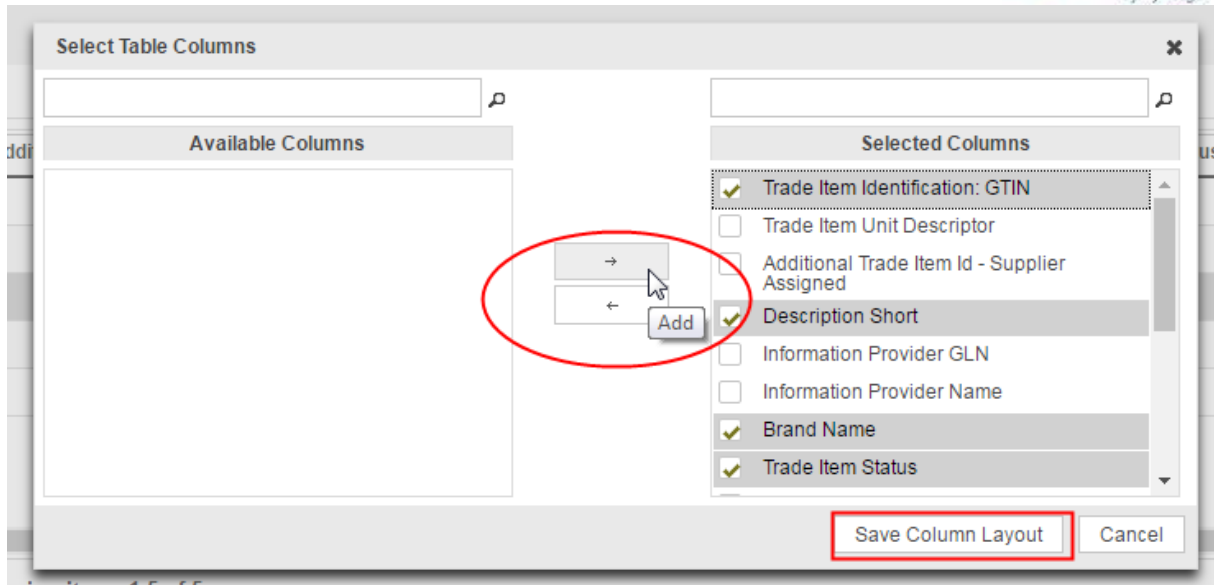 Select Table Columns
Available Columns
Selected Columns
Trade Item Identification: GTIN
Trade Item Unit Descriptor
→
Additional Trade Item Id - Supplier
Assigned
←
Add
Description Short
Information Provider GLN
Information Provider Name
Brand Name
Trade Item Status
Save Column Layout
Cancel